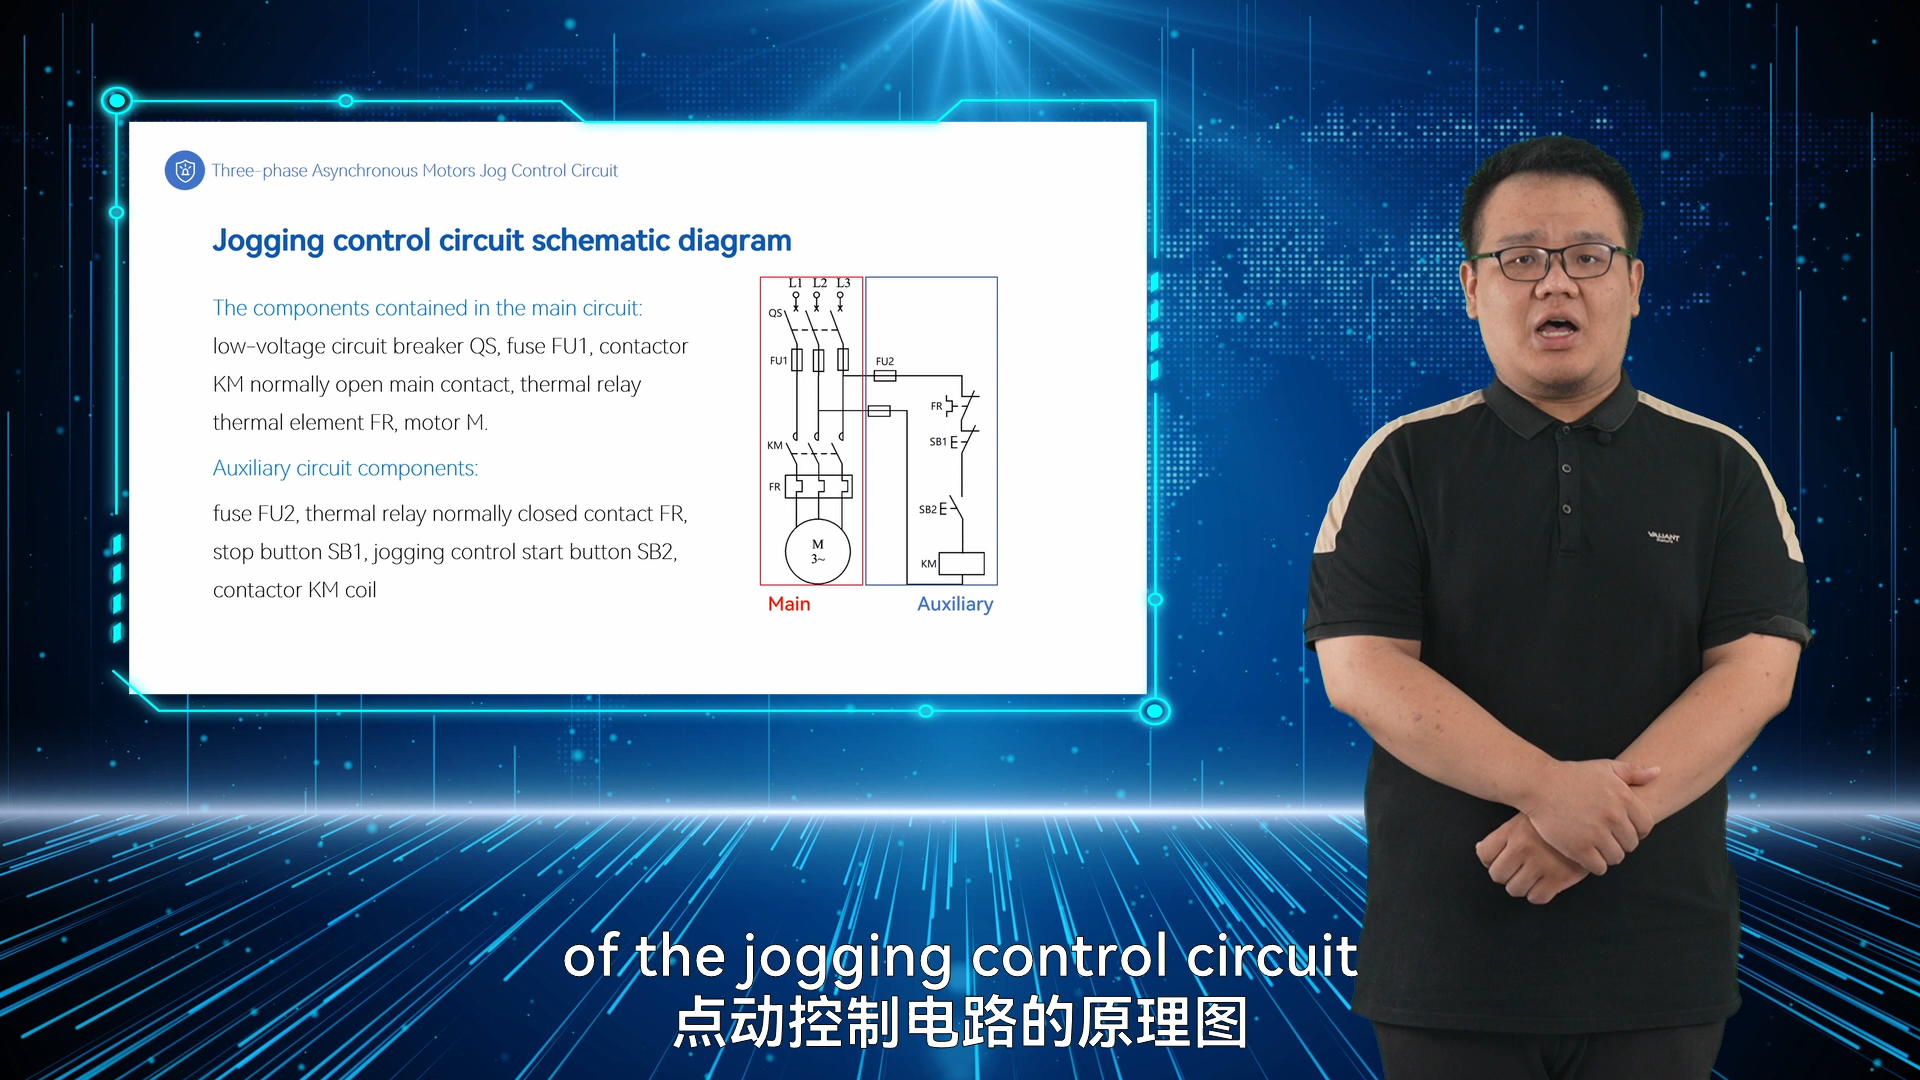 Three-phase Asynchronous Motors Jog Control Circuit
Jogging control circuit schematic diagram
The components contained in the main circuit:
low-voltage circuit breaker QS, fuse FU1, contactor
KM normally open main contact, thermal relay
thermal element FR, motor M.
Auxiliary circuit components:
fuse FU2, thermal relay normally closed contact FR,
stop button SB1, jogging control start button SB2,
contactor KM coil
L1 L2 L3
QS
FU1
FU2
FR
SB1
KM
FR
SB2
M
3~
KM
Main
Auxiliary
VALIANT
of the jogging control circuit
点动控制电路的原理图